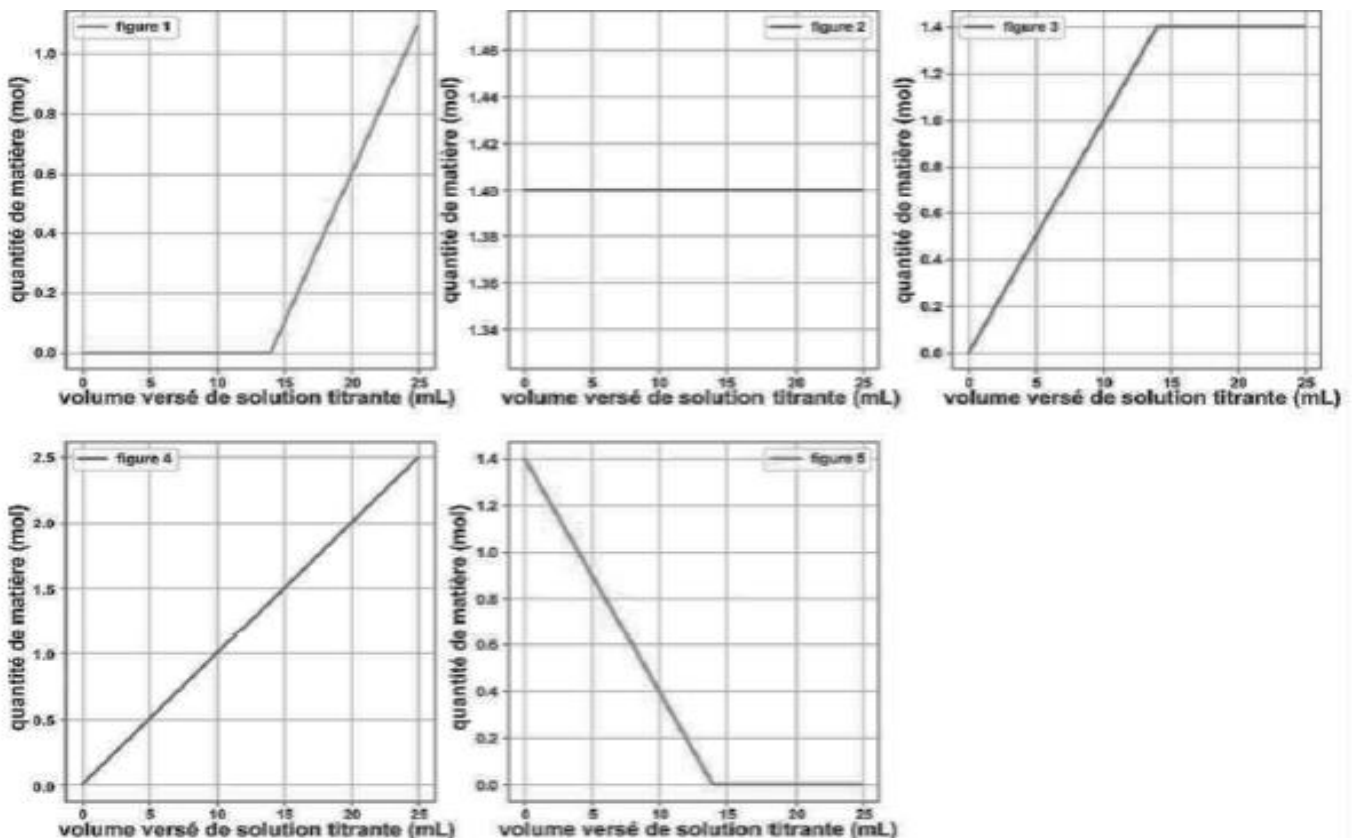 figure 1
quantité de matière (mol)
1.0
0.8
0.6
0.4
0.2
0.0
0 5 10 15 20 25
volume versé de solution titrante (mL)
figure 2
quantité de matière (mol)
1.46
1.44
1.42
1.40
1.38
1.36
1.34
0 5 10 15 20 25
volume versé de solution titrante (mL)
figure 3
quantité de matière (mol)
1.4
1.2
1.0
0.8
0.6
0.4
0.2
0.0
0 5 10 15 20 25
volume versé de solution titrante (mL)
figure 4
quantité de matière (mol)
2.5
2.0
1.5
1.0
0.5
0.0
0 5 10 15 20 25
volume versé de solution titrante (mL)
figure 5
quantité de matière (mol)
1.4
1.2
1.0
0.8
0.6
0.4
0.2
0.0
0 5 10 15 20 25
volume versé de solution titrante (mL)